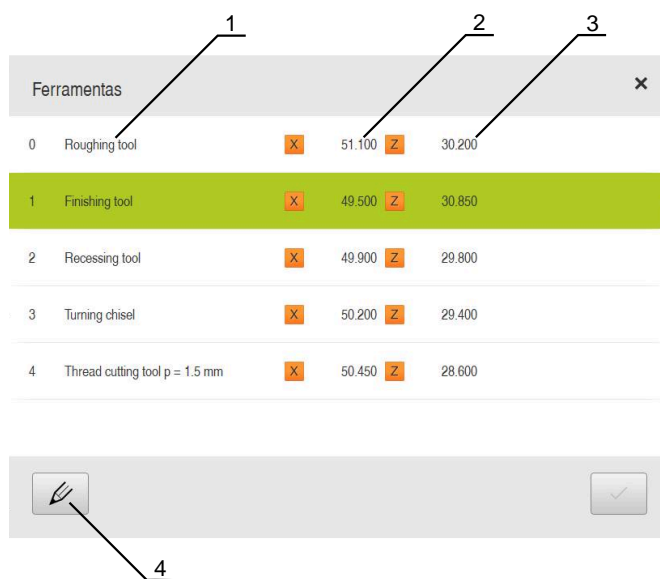 1 2 3
Ferramentas ×
0 Roughing tool X 51.100 Z 30.200
1 Finishing tool X 49.500 Z 30.850
2 Recessing tool X 49.900 Z 29.800
3 Turning chisel X 50.200 Z 29.400
4 Thread cutting tool p = 1.5 mm X 50.450 Z 28.600
4